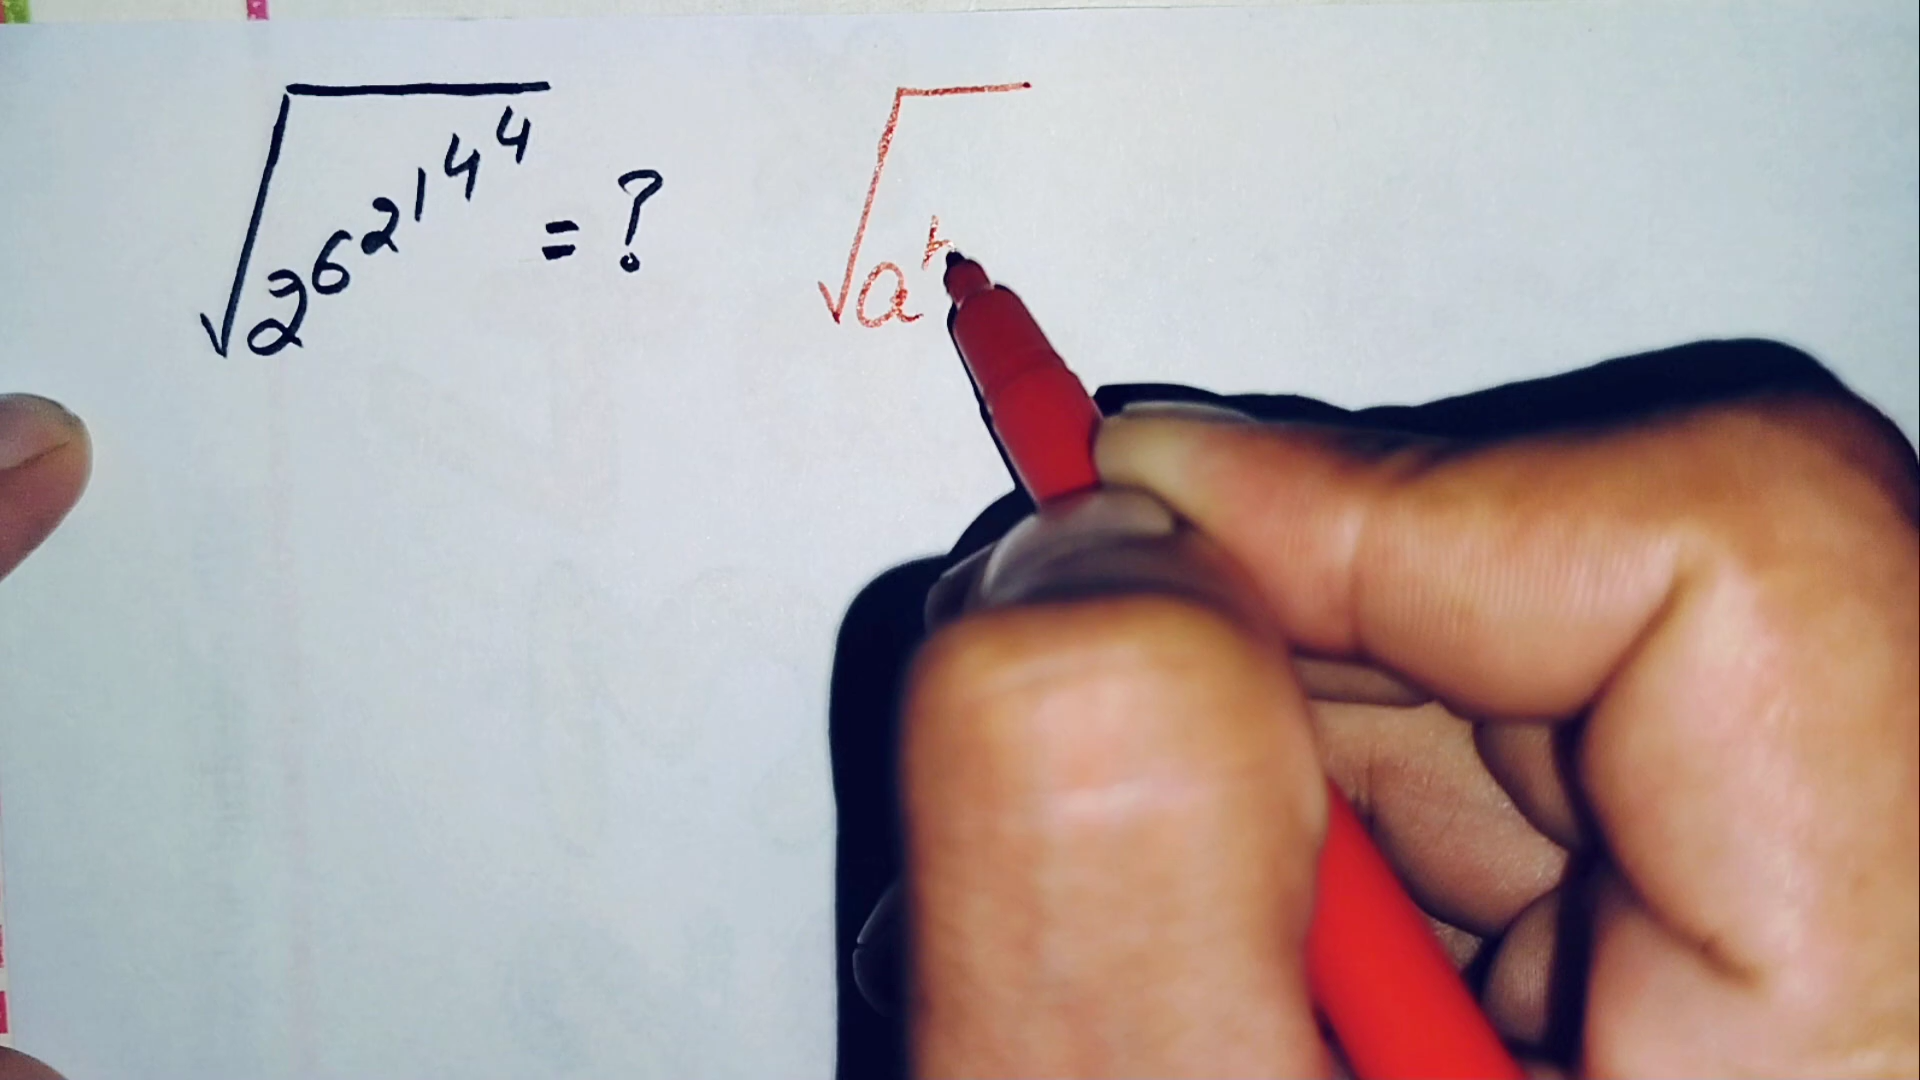 √2^6^2^1^4^4 = ? √a^n